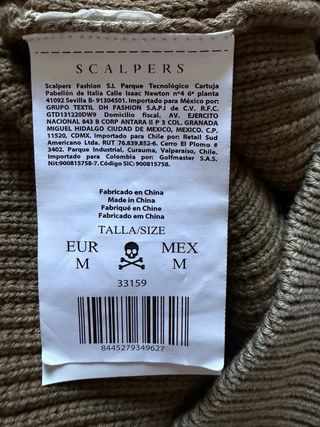 SCALPERS
Scalpers Fashion S.L Parque Tecnológico Cartuja
Pabellón de italia Calle Isaac Newton nº4 6ª planta
41092 Sevilla B- 91304501. Importado para México por:
GRUPO TEXTIL DH FASHION S.A.P.I de C.V. R.F.C.
GTD131220DW9 Domicilio fiscal. AV. EJERCITO
NACIONAL 843 B CORP ANTARA II P 3 COL. GRANADA
MIGUEL HIDALGO CIUDAD DE MEXICO, MEXICO. C.P.
11520, CDMX. Importado para Chile por: Retail Sud
Americano Ltd. RUT 76.839.852-6. Cerro El Plomo #
3402. Parque Industrial, Curauma, Valparaíso, Chile.
Importado para Colombia por: Golfmaster S.A.S.
Nit:900815758-7. Código SIC: 900815758.
Fabricado en China
Made in China
Fabriqué en Chine
Fabricado em China
TALLA/SIZE
EUR MEX
M M
33159
8445279349627